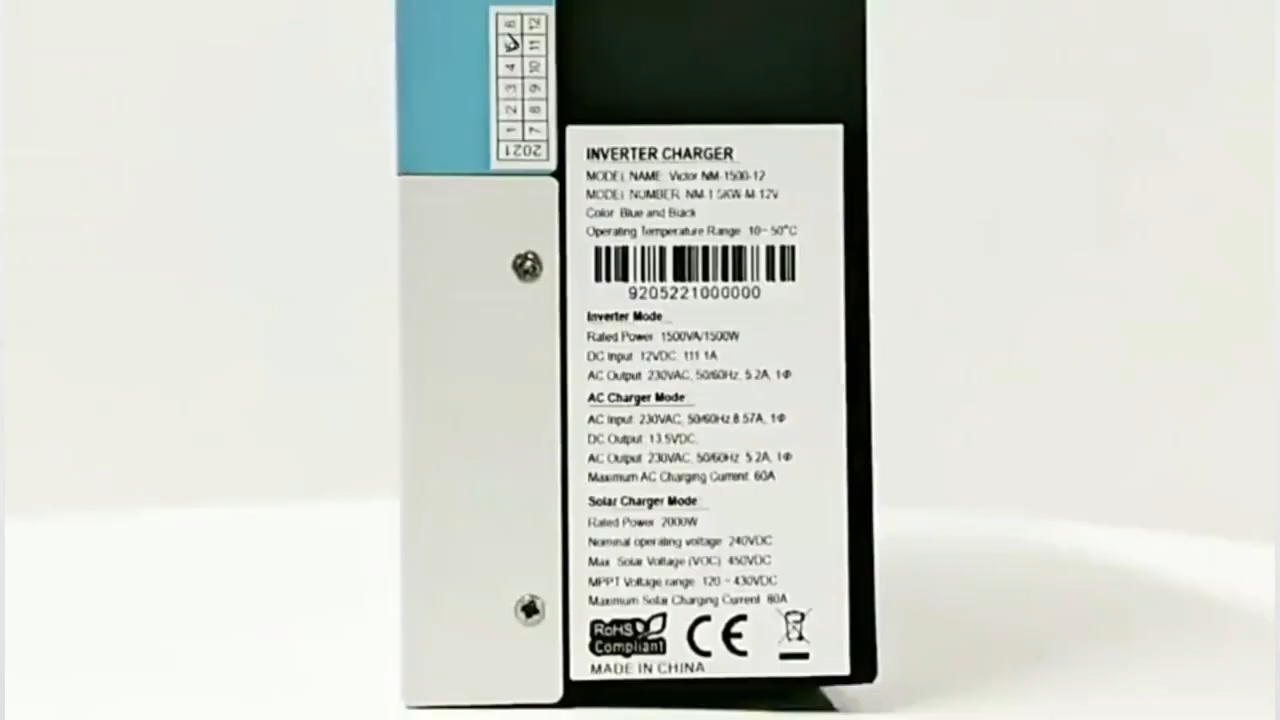 2021
1 2 3 4 5 6
7 8 9 10 11 12
INVERTER CHARGER
MODEL NAME: Victor NM-1500-12
MODEL NUMBER: NM-1.5KW-M-12V
Color: Blue and Black
Operating Temperature Range: 10~50°C
9205221000000
Inverter Mode
Rated Power: 1500VA/1500W
DC Input: 12VDC, 111.1A
AC Output: 230VAC, 50/60Hz, 5.2A, 1Φ
AC Charger Mode
AC Input: 230VAC, 50/60Hz 8.57A, 1Φ
DC Output: 13.5VDC,
AC Output: 230VAC, 50/60Hz, 5.2A, 1Φ
Maximum AC Charging Current: 60A
Solar Charger Mode
Rated Power: 2000W
Nominal operating voltage: 240VDC
Max. Solar Voltage (VOC): 450VDC
MPPT Voltage range: 120 ~ 430VDC
Maximum Solar Charging Current: 80A
RoHS
Compliant
CE
MADE IN CHINA